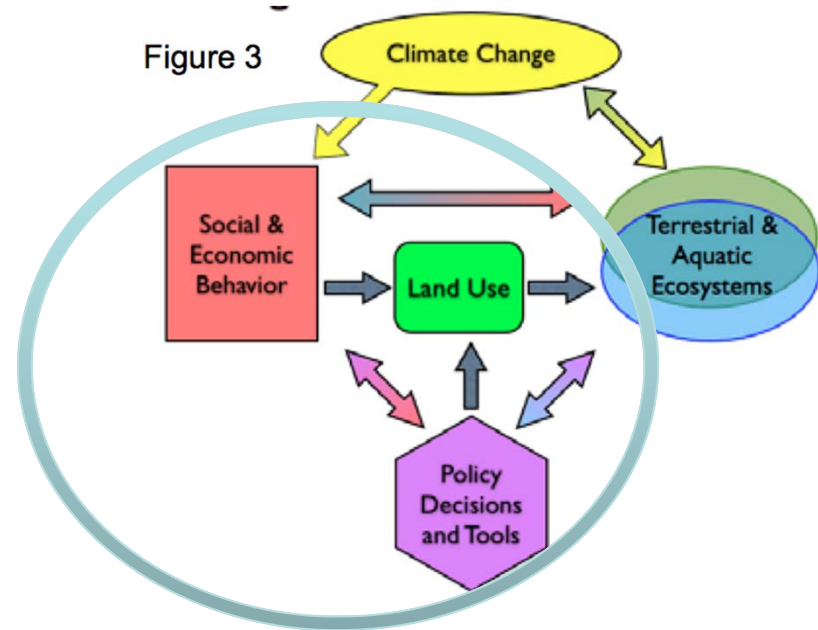 Figure 3
Climate Change
Social &
Economic
Behavior
Land Use
Terrestrial &
Aquatic
Ecosystems
Policy
Decisions
and Tools